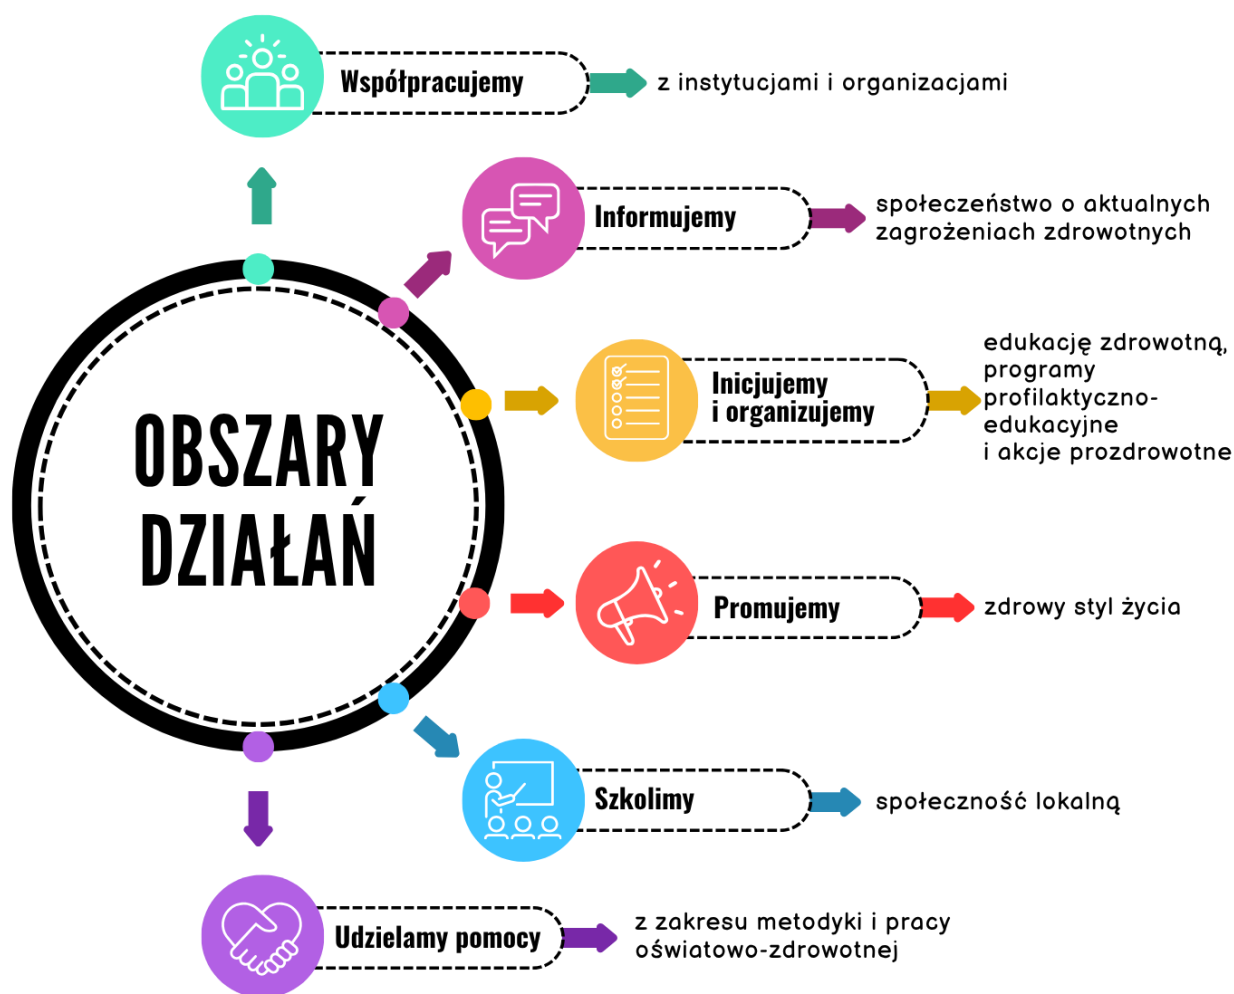 Współpracujemy
z instytucjami i organizacjami
Informujemy
społeczeństwo o aktualnych
zagrożeniach zdrowotnych
OBSZARY
DZIAŁAŃ
Inicjujemy
i organizujemy
edukację zdrowotną,
programy
profilaktyczno-
edukacyjne
i akcje prozdrowotne
Promujemy
zdrowy styl życia
Szkolimy
społeczność lokalną
Udzielamy pomocy
z zakresu metodyki i pracy
oświatowo-zdrowotnej